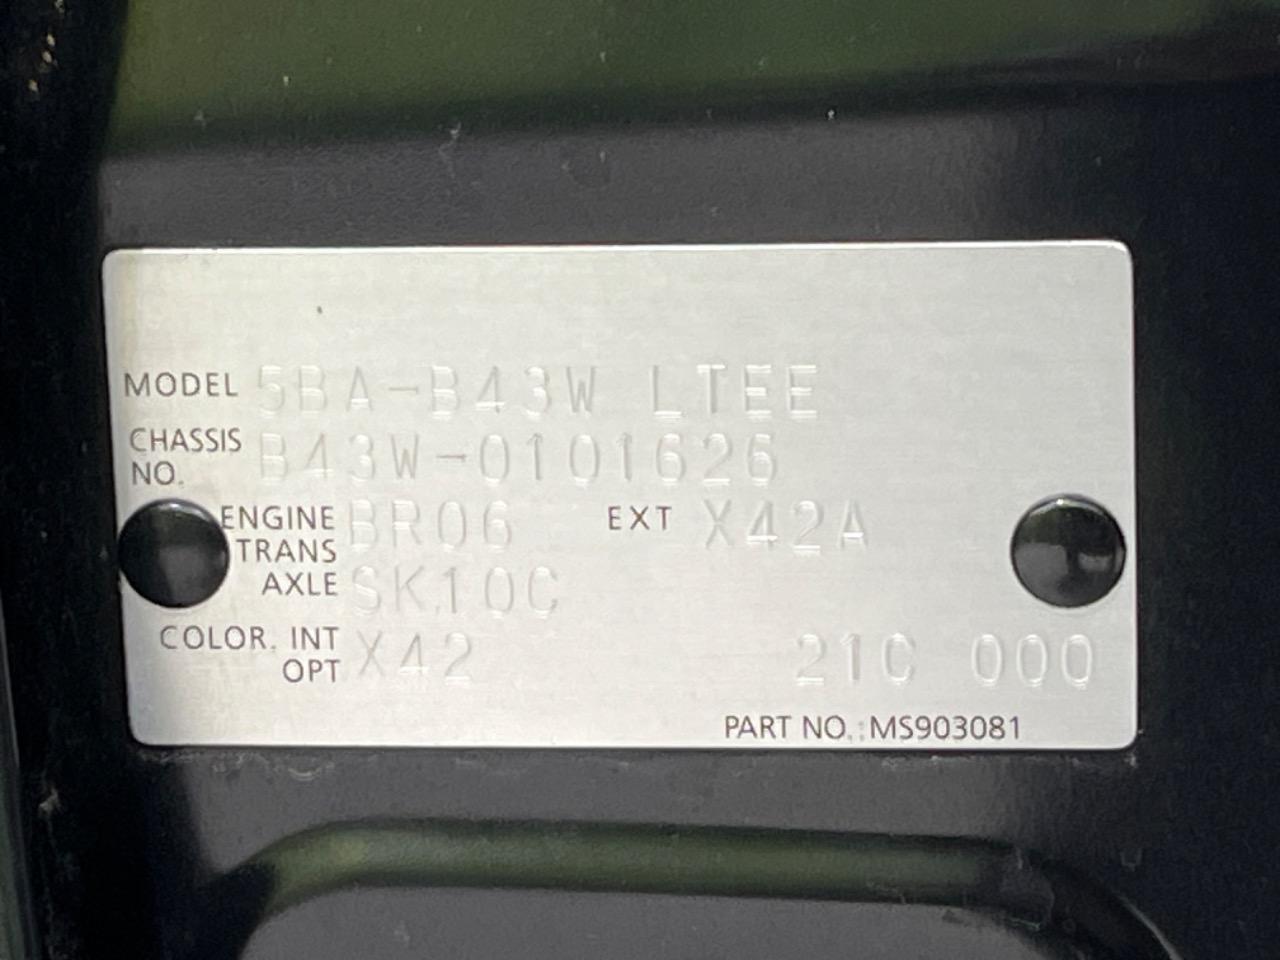 MODEL 5BA-B43W LTEE
CHASSIS NO. B43W-0101626
ENGINE BR06 EXT X42A
TRANS AXLE SK10C
COLOR. INT OPT X42 21C 000
PART NO.:MS903081